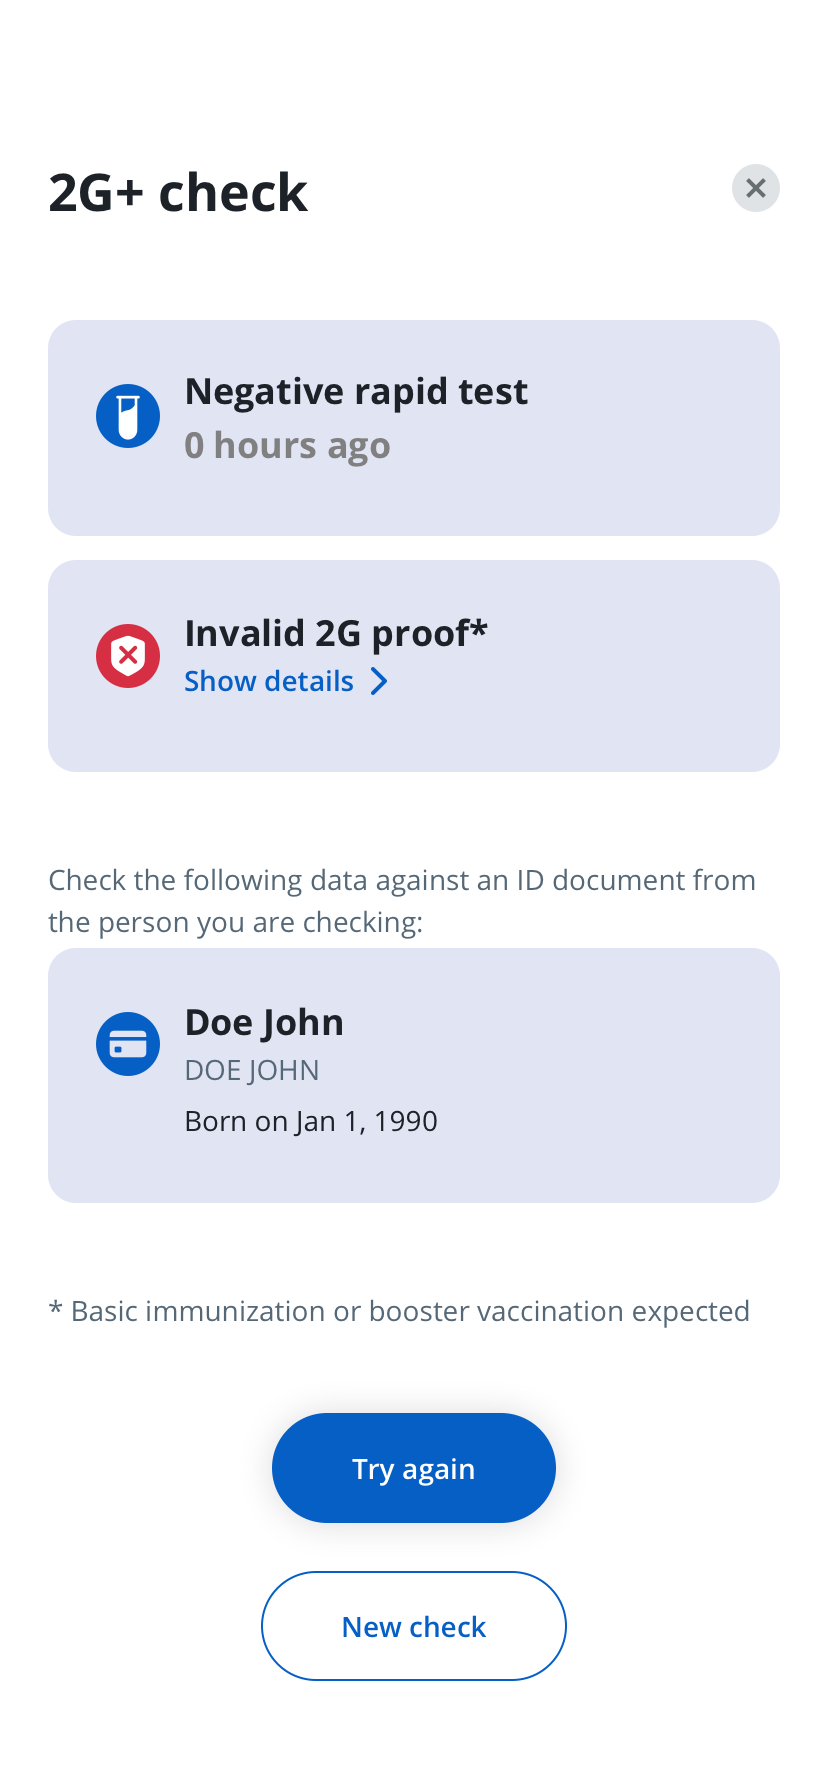 2G+ check
Negative rapid test
0 hours ago
Invalid 2G proof*
Show details
Check the following data against an ID document from
the person you are checking:
Doe John
DOE JOHN
Born on Jan 1, 1990
* Basic immunization or booster vaccination expected
Try again
New check